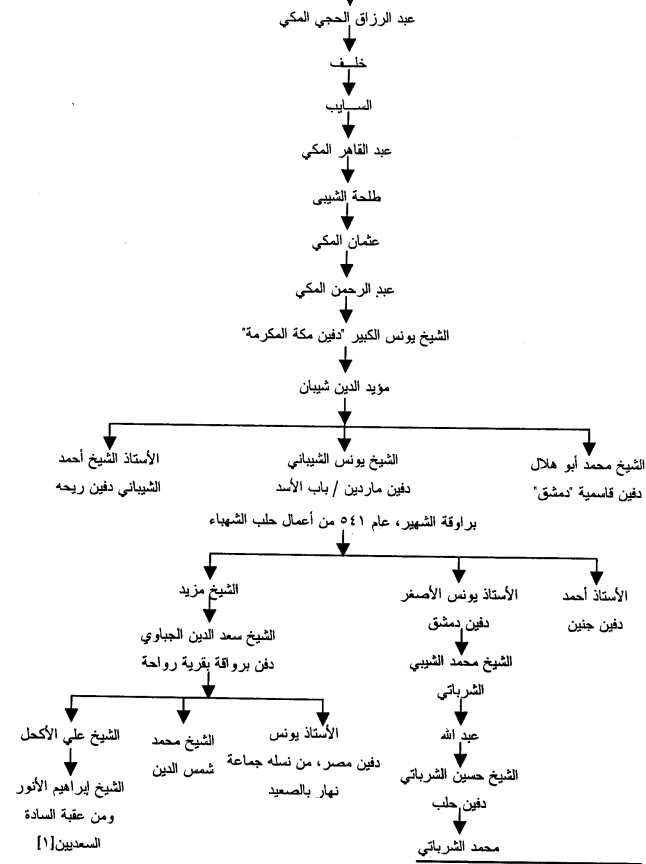 عبد الرزاق الحجي المكي
خلـــف
الســـايب
عبد القاهر المكي
طلحة الشيبى
عثمان المكي
عبد الرحمن المكي
الشيخ يونس الكبير "دفين مكة المكرمة"
مؤيد الدين شيبان
الشيخ محمد أبو هلال
دفين قاسمية "دمشق"
الشيخ يونس الشيباني
دفين ماردين / باب الأسد
براوقة الشهير، عام ٥٤١ من أعمال حلب الشهباء
الأستاذ الشيخ أحمد
الشيباني دفين ريحه
الأستاذ أحمد
دفين جنين
الأستاذ يونس الأصغر
دفين دمشق
الشيخ محمد الشيبي
الشرباتي
عبد الله
الشيخ حسين الشرباتي
دفين حلب
محمد الشرباتي
الشيخ مزيد
الشيخ سعد الدين الجباوي
دفن برواقة بقرية رواحة
الأستاذ يونس
دفين مصر، من نسله جماعة
نهار بالصعيد
الشيخ محمد
شمس الدين
الشيخ علي الأكحل
الشيخ إبراهيم الأنور
ومن عقبة السادة
السعديين[١]